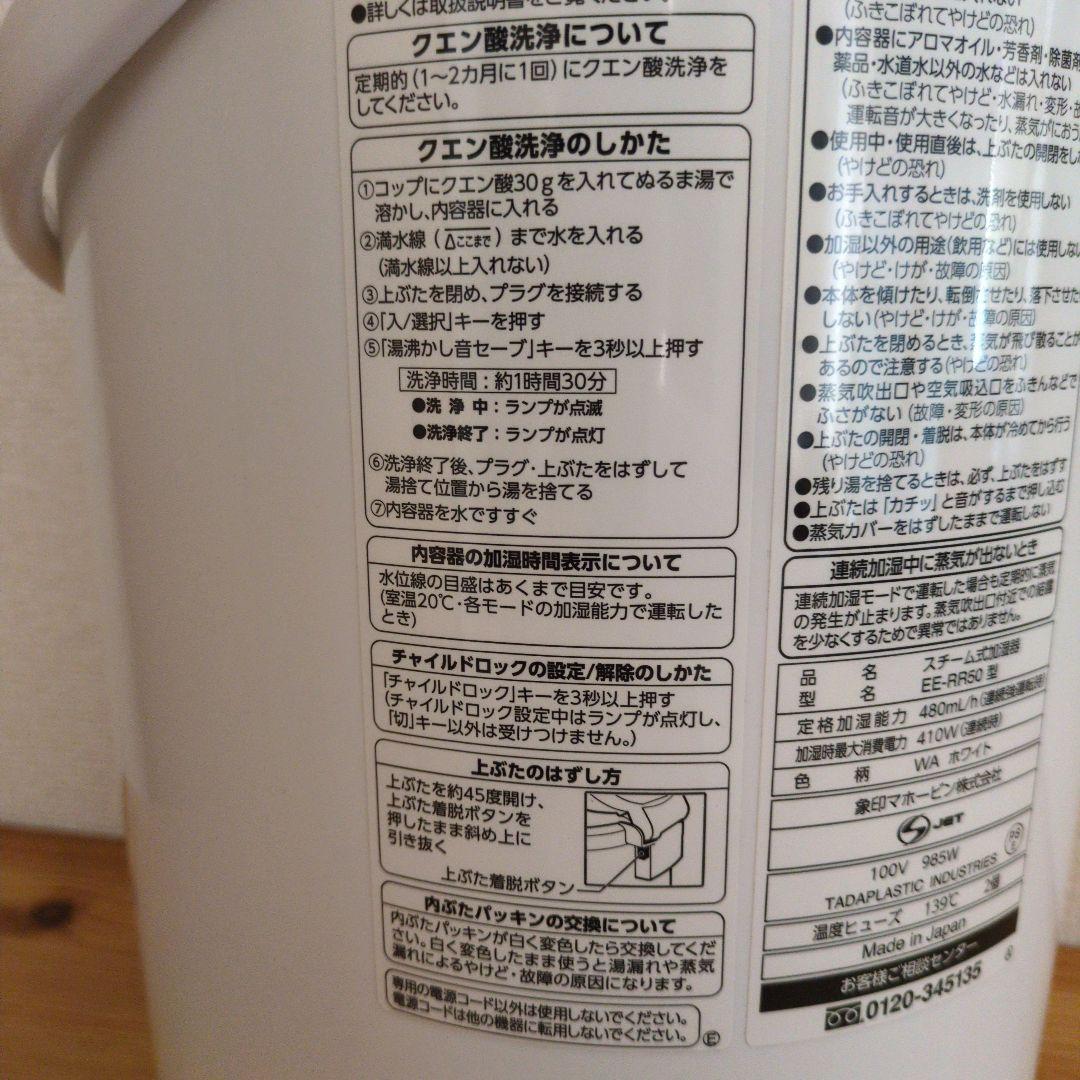 ●詳しくは取扱説明書をご覧ください。
クエン酸洗浄について
定期的(1〜2カ月に1回)にクエン酸洗浄を
してください。
クエン酸洗浄のしかた
①コップにクエン酸30gを入れてぬるま湯で
溶かし、内容器に入れる
②満水線(△ここまで)まで水を入れる
(満水線以上入れない)
③上ぶたを閉め、プラグを接続する
④「入/選択」キーを押す
⑤「湯沸かし音セーブ」キーを3秒以上押す
洗浄時間:約1時間30分
●洗浄中:ランプが点滅
●洗浄終了:ランプが点灯
⑥洗浄終了後、プラグ・上ぶたをはずして
湯捨て位置から湯を捨てる
⑦内容器を水ですすぐ
内容器の加湿時間表示について
水位線の目盛はあくまで目安です。
(室温20℃・各モードの加湿能力で運転した
とき)
チャイルドロックの設定/解除のしかた
「チャイルドロック」キーを3秒以上押す
(チャイルドロック設定中はランプが点灯し、
「切」キー以外は受けつけません。)
上ぶたのはずし方
上ぶたを約45度開け、
上ぶた着脱ボタンを
押したまま斜め上に
引き抜く
上ぶた着脱ボタン
内ぶたパッキンの交換について
内ぶたパッキンが白く変色したら交換してくだ
さい。白く変色したまま使うと湯漏れや蒸気
漏れによるやけど・故障の原因になります。
専用の電源コード以外は使用しないでください。
電源コードは他の機器に転用しないでください。
E
(ふきこぼれてやけどの恐れ)
●内容器にアロマオイル・芳香剤・除菌剤
薬品・水道水以外の水などは入れない
(ふきこぼれてやけど・水漏れ・変形・故
運転音が大きくなったり、蒸気がにおう
●使用中・使用直後は、上ぶたの開閉をし
(やけどの恐れ)
●お手入れするときは、洗剤を使用しない
(ふきこぼれてやけどの恐れ)
●加湿以外の用途(飲用など)には使用しない
(やけど・けが・故障の原因)
●本体を傾けたり、転倒させたり、落下させた
しない(やけど・けが・故障の原因)
●上ぶたを閉めるとき、蒸気が飛び散ることが
あるので注意する(やけどの恐れ)
●蒸気吹出口や空気吸込口をふきんなどで
ふさがない(故障・変形の原因)
●上ぶたの開閉・着脱は、本体が冷めてから行う
(やけどの恐れ)
●残り湯を捨てるときは、必ず、上ぶたをはずす
●上ぶたは「カチッ」と音がするまで押し込む
●蒸気カバーをはずしたままで運転しない
連続加湿中に蒸気が出ないとき
連続加湿モードで運転した場合も定期的に蒸気
の発生が止まります。蒸気吹出口付近での結露
を少なくするためで異常ではありません。
品名 スチーム式加湿器
型名 EE-RR50型
定格加湿能力 480mL/h(連続強運転時)
加湿時最大消費電力 410W(連続時)
色柄 WA ホワイト
象印マホービン株式会社
JET
PS
E
100V 985W
TADAPLASTIC INDUSTRIES
温度ヒューズ 139℃ 2個
Made in Japan
お客様ご相談センター
0120-345135